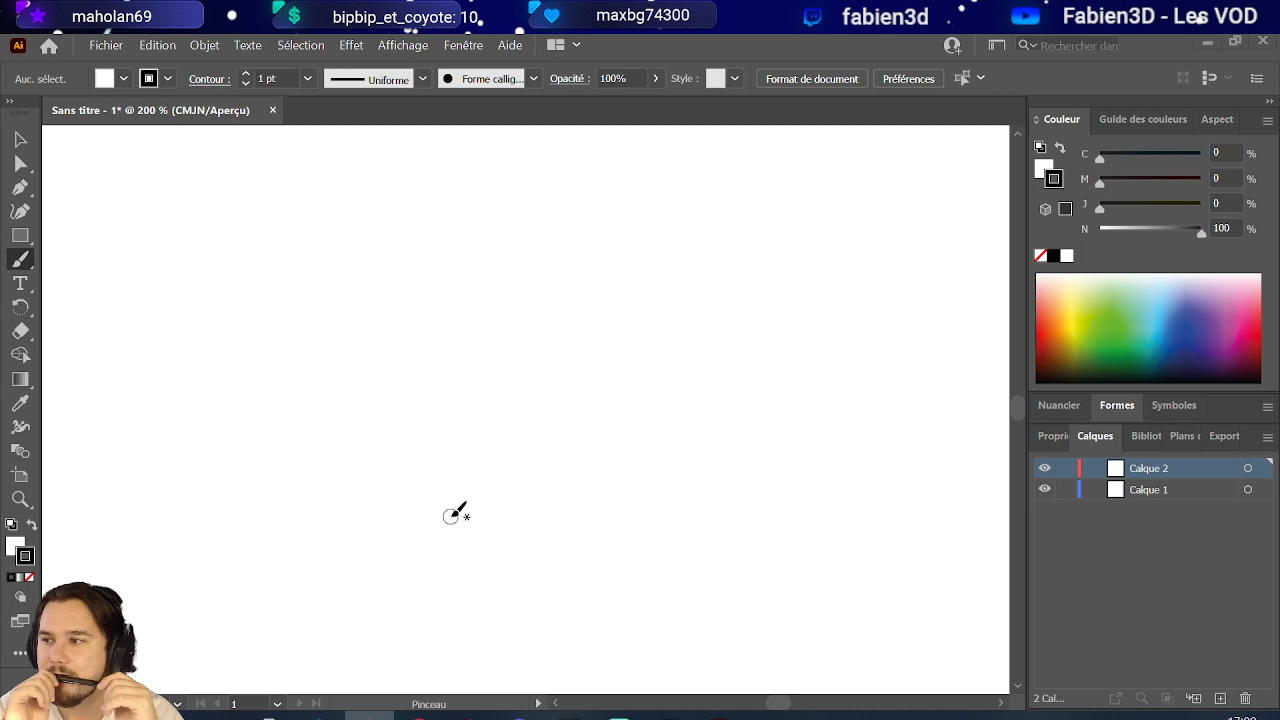 maholan69
bipbip_et_coyote: 10
maxbg74300
fabien3d
Fabien3D - Les VOD
Ai
Fichier
Edition
Objet
Texte
Sélection
Effet
Affichage
Fenêtre
Aide
Rechercher dan
Auc. sélect.
Contour :
1 pt
Uniforme
Forme callig...
Opacité :
100%
Style :
Format de document
Préférences
Sans titre - 1* @ 200 % (CMJN/Aperçu)
Couleur
Guide des couleurs
Aspect
C
0
%
M
0
%
J
0
%
N
100
%
Nuancier
Formes
Symboles
Proprié
Calques
Bibliot
Plans d
Export
Calque 2
Calque 1
2 Cal...
1
Pinceau